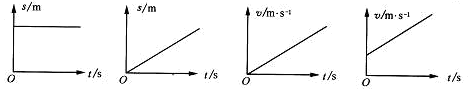 s/m s/m v/m·s⁻¹ v/m·s⁻¹
O t/s O t/s O t/s O t/s